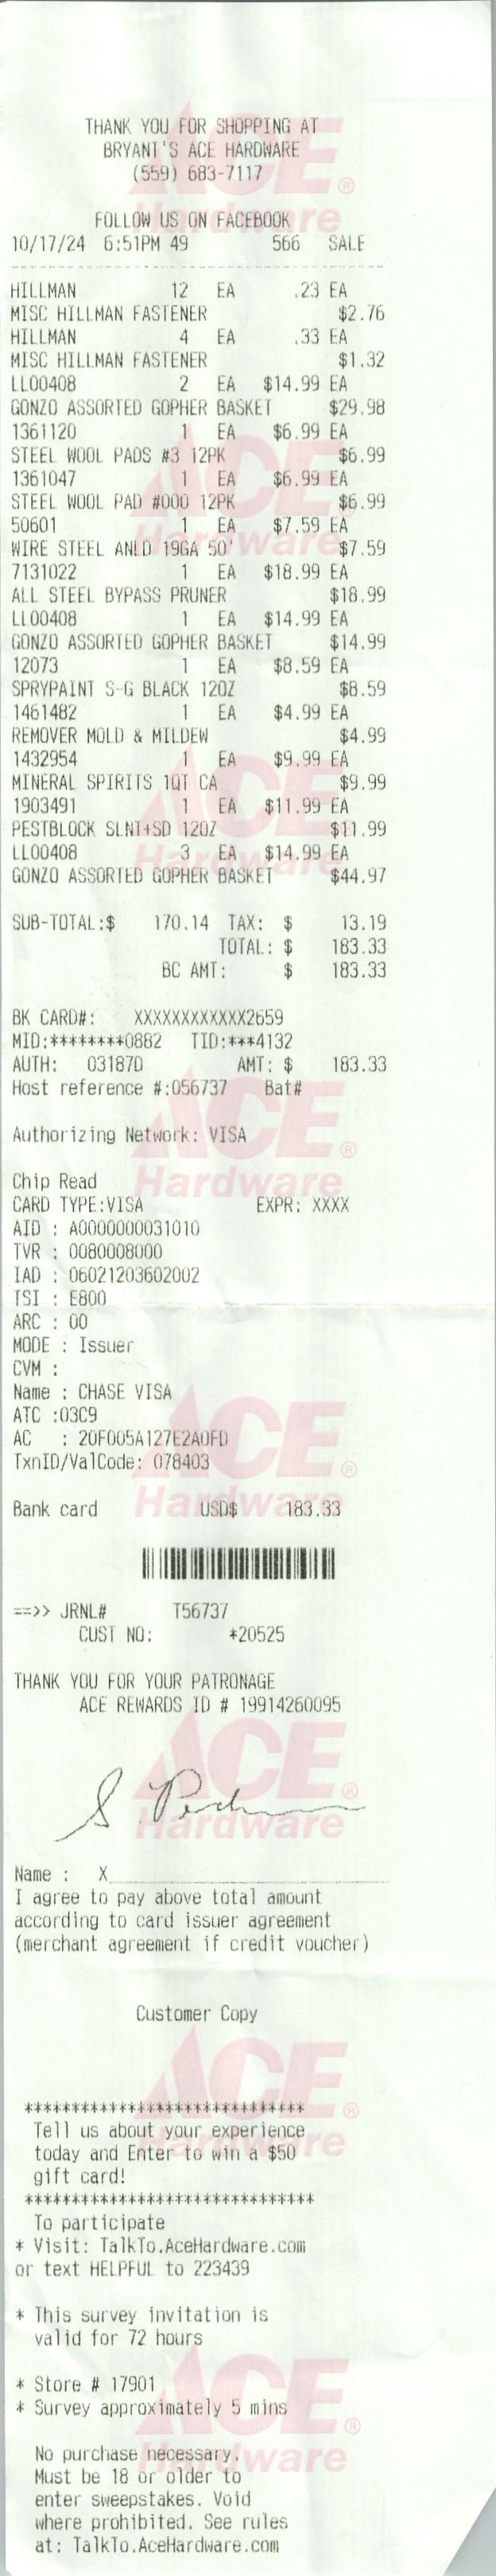 THANK YOU FOR SHOPPING AT
BRYANT'S ACE HARDWARE
(559) 683-7117
FOLLOW US ON FACEBOOK
10/17/24 6:51PM 49 566 SALE
HILLMAN 12 EA .23 EA
MISC HILLMAN FASTENER $2.76
HILLMAN 4 EA .33 EA
MISC HILLMAN FASTENER $1.32
LL00408 2 EA $14.99 EA
GONZO ASSORTED GOPHER BASKET $29.98
1361120 1 EA $6.99 EA
STEEL WOOL PADS #3 12PK $6.99
1361047 1 EA $6.99 EA
STEEL WOOL PAD #000 12PK $6.99
50601 1 EA $7.59 EA
WIRE STEEL ANLD 19GA 50' $7.59
7131022 1 EA $18.99 EA
ALL STEEL BYPASS PRUNER $18.99
LL00408 1 EA $14.99 EA
GONZO ASSORTED GOPHER BASKET $14.99
12073 1 EA $8.59 EA
SPRYPAINT S-G BLACK 12OZ $8.59
1461482 1 EA $4.99 EA
REMOVER MOLD & MILDEW $4.99
1432954 1 EA $9.99 EA
MINERAL SPIRITS 1QT CA $9.99
1903491 1 EA $11.99 EA
PESTBLOCK SLNT+SD 12OZ $11.99
LL00408 3 EA $14.99 EA
GONZO ASSORTED GOPHER BASKET $44.97
SUB-TOTAL:$ 170.14 TAX: $ 13.19
TOTAL: $ 183.33
BC AMT: $ 183.33
BK CARD#: XXXXXXXXXXXX2659
MID:********0882 TID:***4132
AUTH: 03187D AMT: $ 183.33
Host reference #:056737 Bat#
Authorizing Network: VISA
Chip Read
CARD TYPE:VISA EXPR: XXXX
AID : A0000000031010
TVR : 0080008000
IAD : 06021203602002
TSI : E800
ARC : 00
MODE : Issuer
CVM :
Name : CHASE VISA
ATC :03C9
AC : 20F005A127E2A0FD
TxnID/ValCode: 078403
Bank card USD$ 183.33
==>> JRNL# T56737
CUST NO: *20525
THANK YOU FOR YOUR PATRONAGE
ACE REWARDS ID # 19914260095
Name : X
I agree to pay above total amount
according to card issuer agreement
(merchant agreement if credit voucher)
Customer Copy
******************************
Tell us about your experience
today and Enter to win a $50
gift card!
*******************************
To participate
* Visit: TalkTo.AceHardware.com
or text HELPFUL to 223439
* This survey invitation is
valid for 72 hours
* Store # 17901
* Survey approximately 5 mins
No purchase necessary.
Must be 18 or older to
enter sweepstakes. Void
where prohibited. See rules
at: TalkTo.AceHardware.com